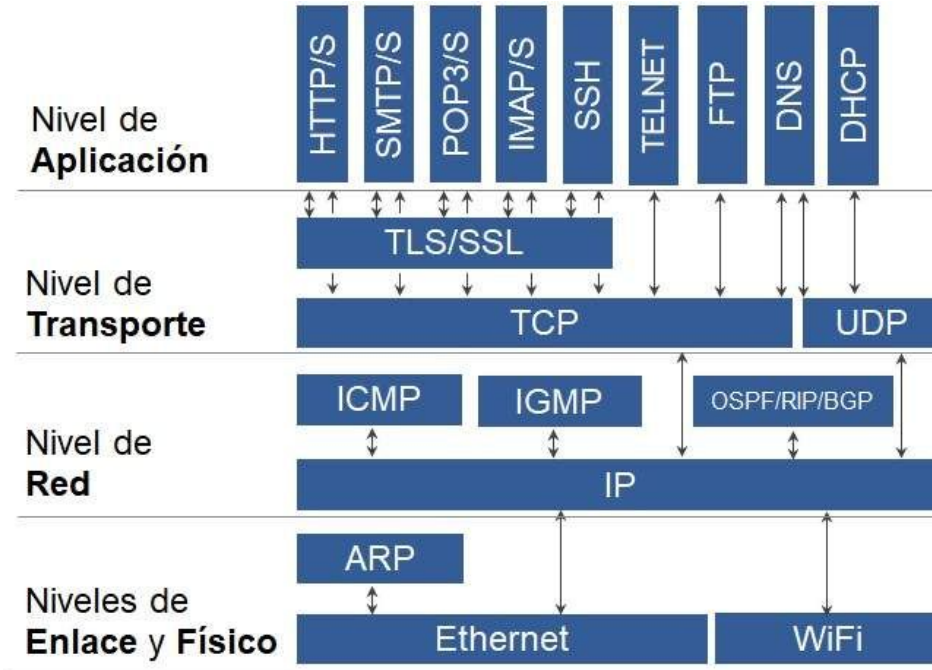 HTTP/S
SMTP/S
POP3/S
IMAP/S
SSH
TELNET
FTP
DNS
DHCP
Nivel de
Aplicación
TLS/SSL
Nivel de
Transporte
TCP
UDP
ICMP
IGMP
OSPF/RIP/BGP
Nivel de
Red
IP
ARP
Niveles de
Enlace y Físico
Ethernet
WiFi